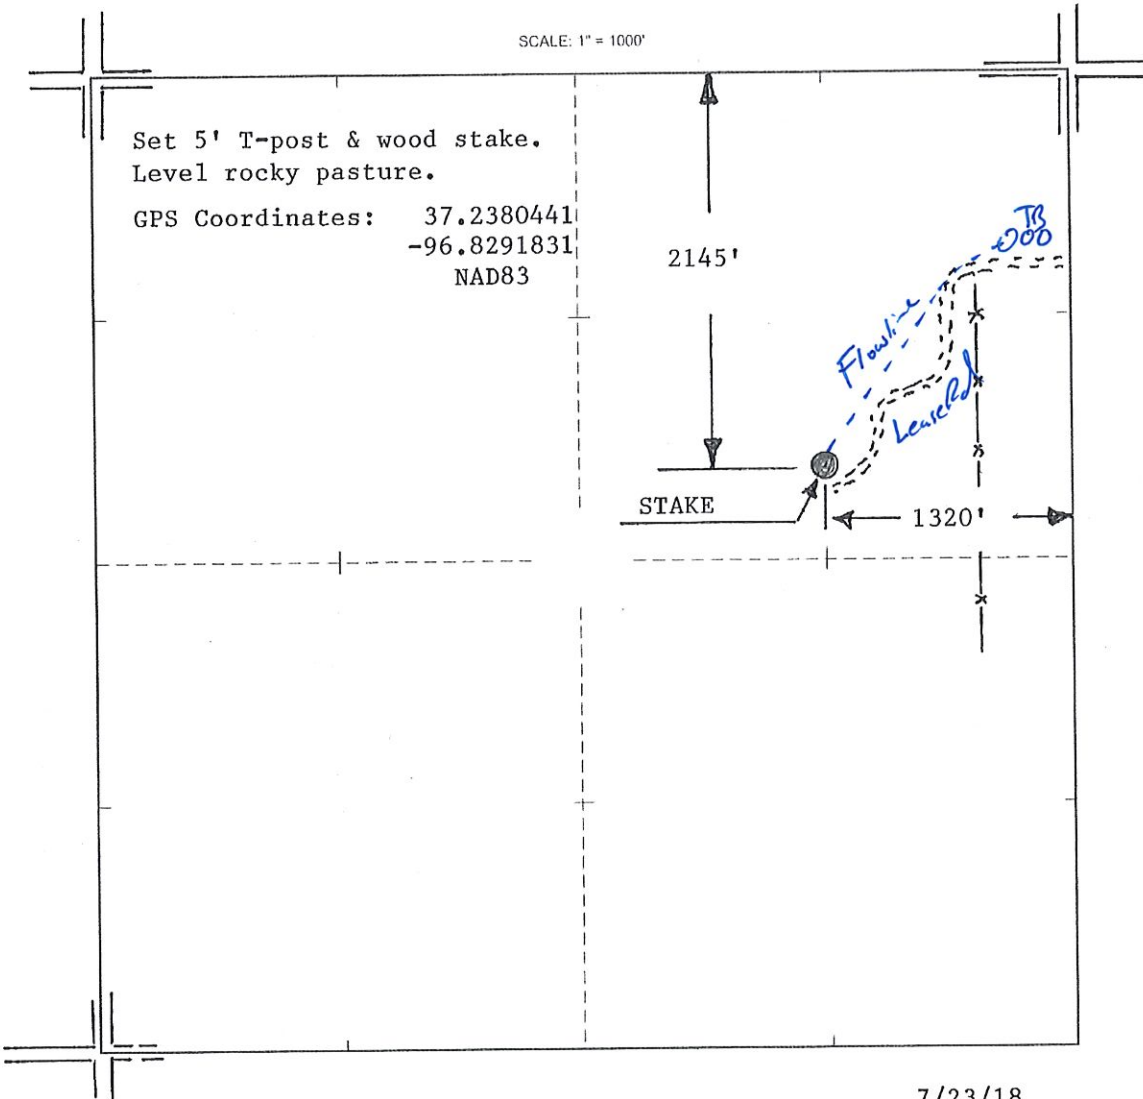 SCALE: 1" = 1000'
Set 5' T-post & wood stake.
Level rocky pasture.
GPS Coordinates: 37.2380441
-96.8291831
NAD83
2145'
TB
Flowline
Lease Rd
STAKE
1320'
7/23/18